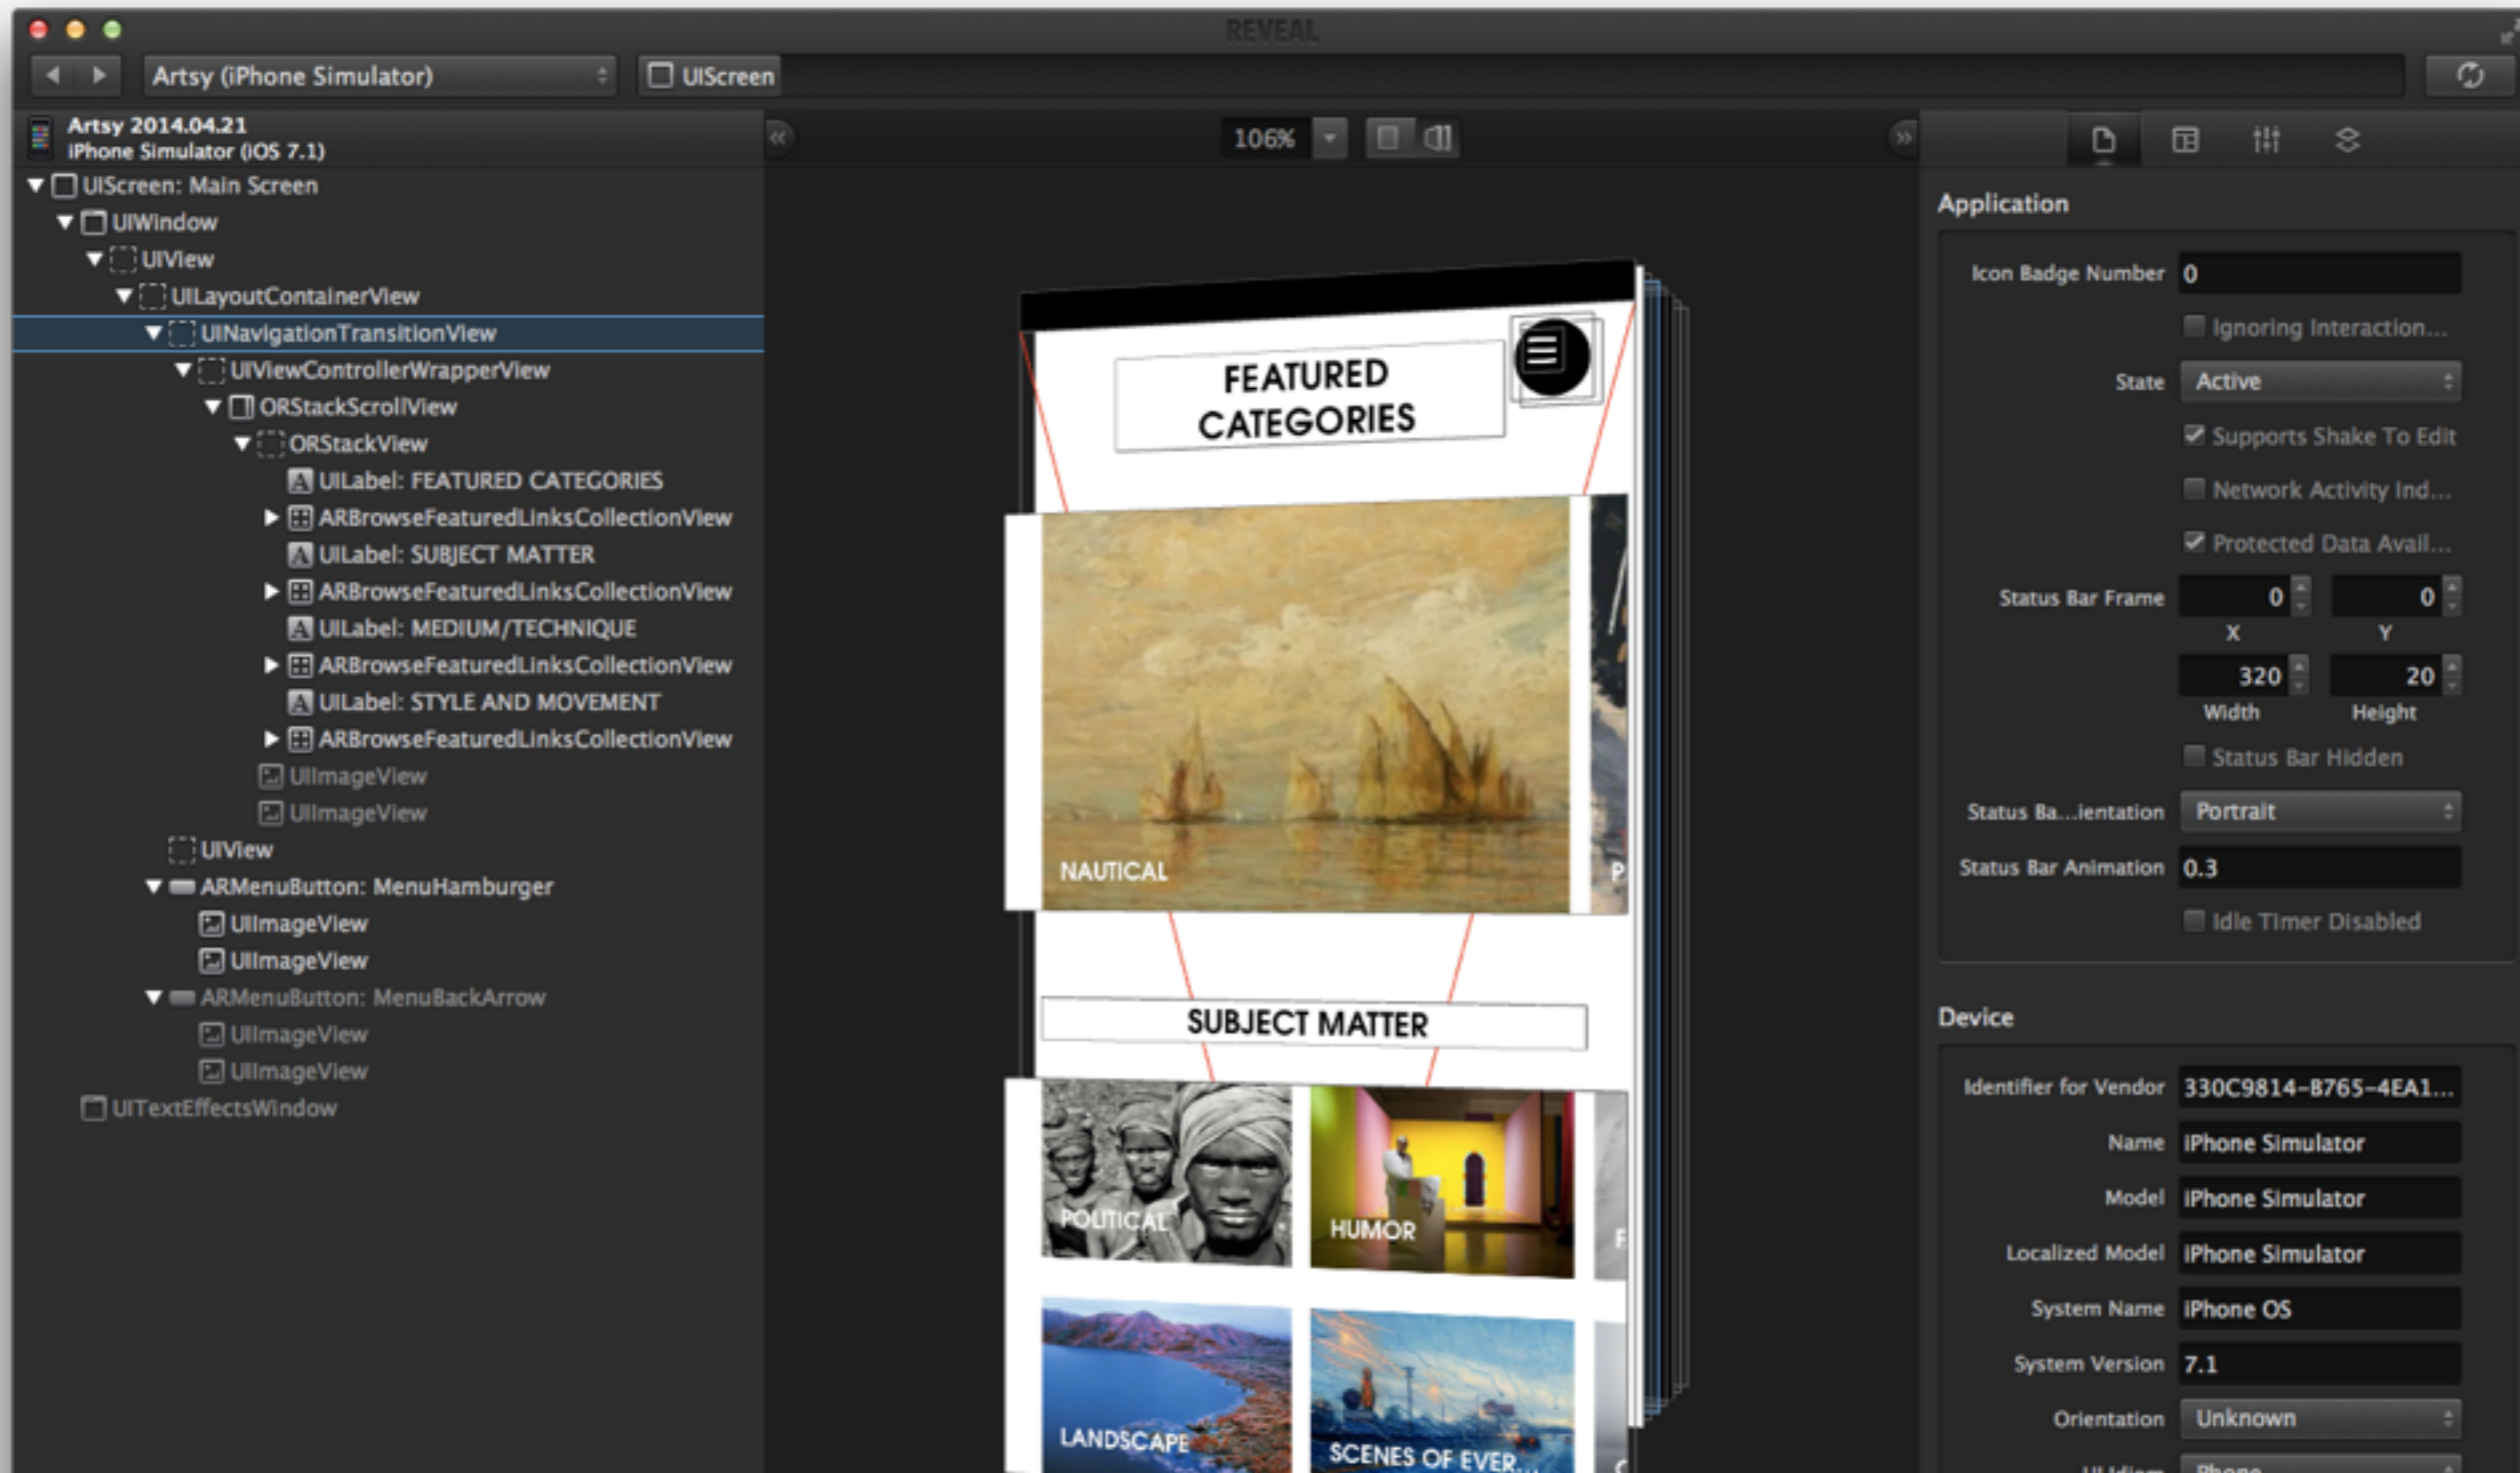 REVEAL
Artsy (iPhone Simulator)
UIScreen
Artsy 2014.04.21
iPhone Simulator (iOS 7.1)
UIScreen: Main Screen
UIWindow
UIView
UILayoutContainerView
UINavigationTransitionView
UIViewControllerWrapperView
ORStackScrollView
ORStackView
UILabel: FEATURED CATEGORIES
ARBrowseFeaturedLinksCollectionView
UILabel: SUBJECT MATTER
ARBrowseFeaturedLinksCollectionView
UILabel: MEDIUM/TECHNIQUE
ARBrowseFeaturedLinksCollectionView
UILabel: STYLE AND MOVEMENT
ARBrowseFeaturedLinksCollectionView
UIImageView
UIImageView
UIView
ARMenuButton: MenuHamburger
UIImageView
UIImageView
ARMenuButton: MenuBackArrow
UIImageView
UIImageView
UITextEffectsWindow
106%
FEATURED
CATEGORIES
NAUTICAL
P
SUBJECT MATTER
POLITICAL
HUMOR
F
LANDSCAPE
SCENES OF EVER...
Application
Icon Badge Number 0
Ignoring Interaction...
State Active
Supports Shake To Edit
Network Activity Ind...
Protected Data Avail...
Status Bar Frame 0 0
X Y
320 20
Width Height
Status Bar Hidden
Status Ba...ientation Portrait
Status Bar Animation 0.3
Idle Timer Disabled
Device
Identifier for Vendor 330C9814-B765-4EA1...
Name iPhone Simulator
Model iPhone Simulator
Localized Model iPhone Simulator
System Name iPhone OS
System Version 7.1
Orientation Unknown
UI Idiom Phone